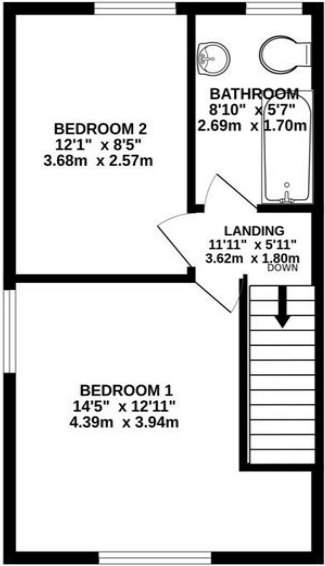 BATHROOM
8'10" x 5'7"
2.69m x 1.70m
BEDROOM 2
12'1" x 8'5"
3.68m x 2.57m
LANDING
11'11" x 5'11"
3.62m x 1.80m
DOWN
BEDROOM 1
14'5" x 12'11"
4.39m x 3.94m